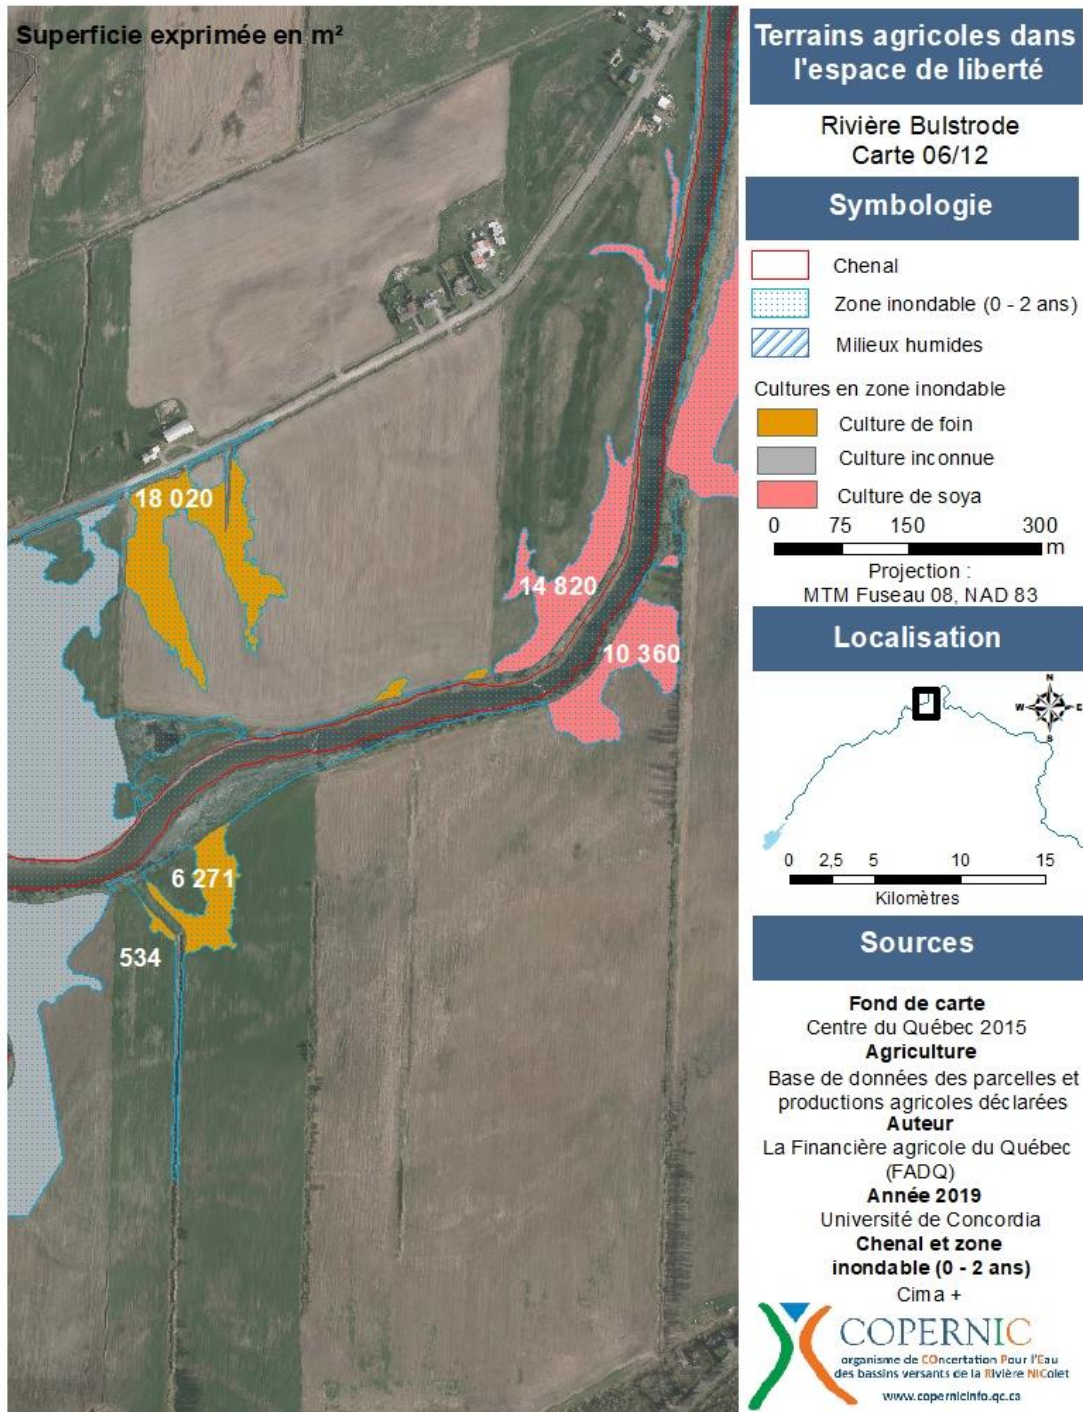 Superficie exprimée en m²
18 020
14 820
10 360
6 271
534
Terrains agricoles dans
l'espace de liberté
Rivière Bulstrode
Carte 06/12
Symbologie
Chenal
Zone inondable (0 - 2 ans)
Milieux humides
Cultures en zone inondable
Culture de foin
Culture inconnue
Culture de soya
0 75 150 300
m
Projection :
MTM Fuseau 08, NAD 83
Localisation
N
W E
S
0 2,5 5 10 15
Kilomètres
Sources
Fond de carte
Centre du Québec 2015
Agriculture
Base de données des parcelles et
productions agricoles déclarées
Auteur
La Financière agricole du Québec
(FADQ)
Année 2019
Université de Concordia
Chenal et zone
inondable (0 - 2 ans)
Cima +
COPERNIC
organisme de COncertation Pour l'Eau
des bassins versants de la Rivière NIColet
www.copernicinfo.qc.ca